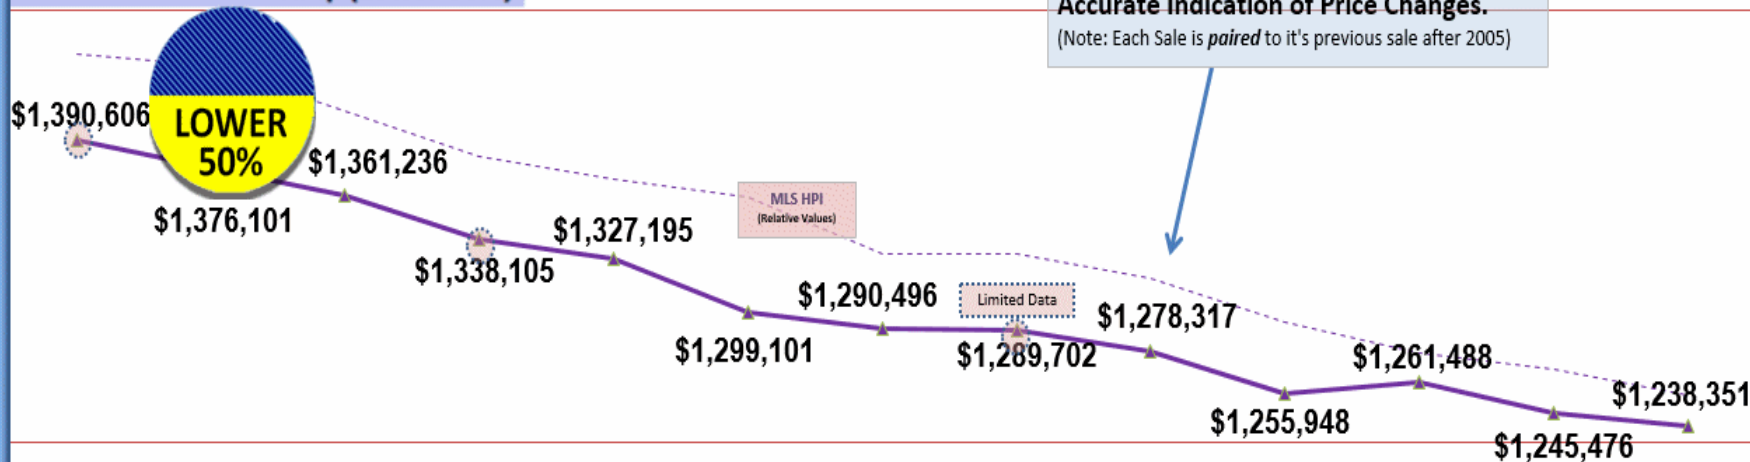 Accurate Indication of Price Changes.
(Note: Each Sale is paired to it's previous sale after 2005)
$1,390,606
LOWER
50%
$1,376,101
$1,361,236
$1,338,105
$1,327,195
MLS HPI
(Relative Values)
$1,299,101
$1,290,496
Limited Data
$1,289,702
$1,278,317
$1,255,948
$1,261,488
$1,245,476
$1,238,351